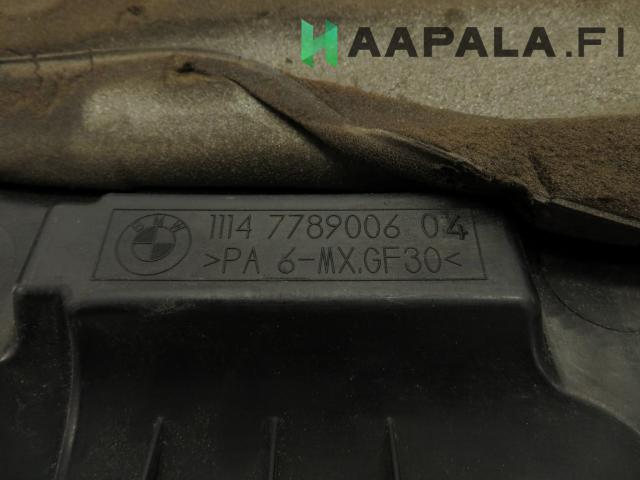 HAAPALA.FI
BMW
1114 7789006 04
>PA 6-MX.GF30<